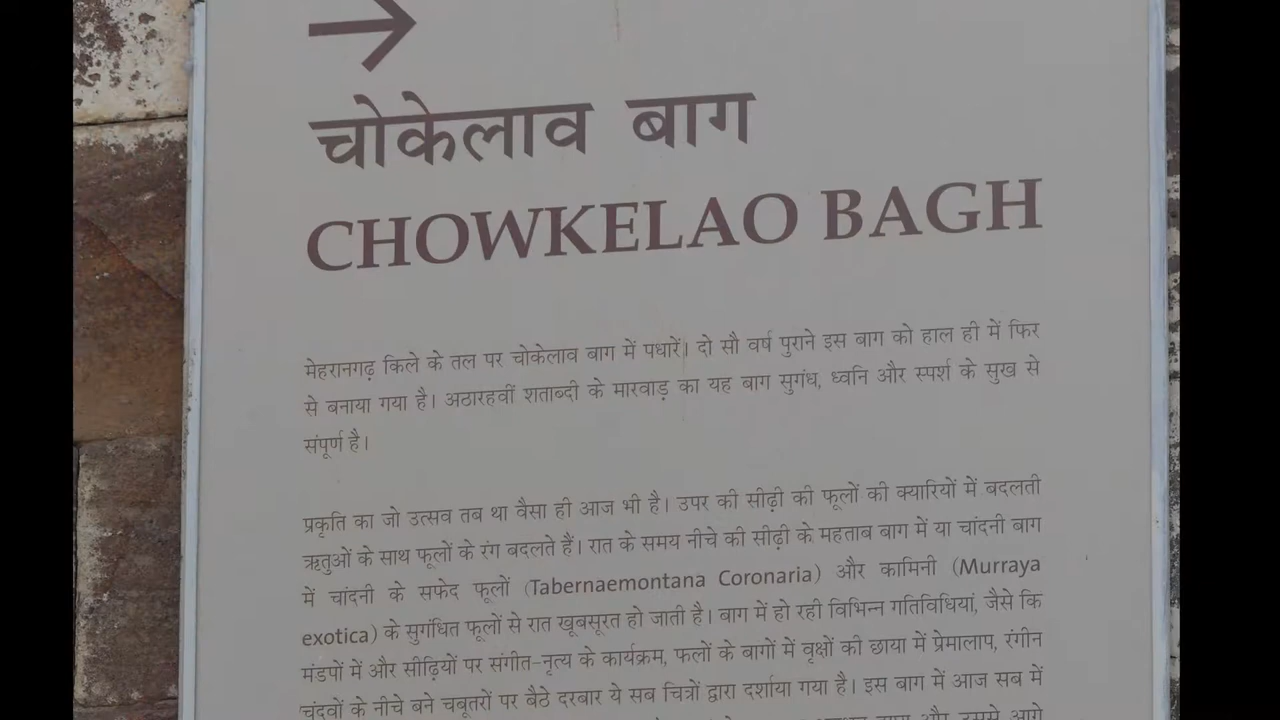 →
चोकेलाव बाग
CHOWKELAO BAGH
मेहरानगढ़ किले के तल पर चोकेलाव बाग में पधारें। दो सौ वर्ष पुराने इस बाग को हाल ही में फिर
से बनाया गया है। अठारहवीं शताब्दी के मारवाड़ का यह बाग सुगंध, ध्वनि और स्पर्श के सुख से
संपूर्ण है।
प्रकृति का जो उत्सव तब था वैसा ही आज भी है। उपर की सीढ़ी की फूलों की क्यारियों में बदलती
ऋतुओं के साथ फूलों के रंग बदलते हैं। रात के समय नीचे की सीढ़ी के महताब बाग में या चांदनी बाग
में चांदनी के सफेद फूलों (Tabernaemontana Coronaria) और कामिनी (Murraya
exotica) के सुगंधित फूलों से रात खूबसूरत हो जाती है। बाग में हो रही विभिन्न गतिविधियां, जैसे कि
मंडपों में और सीढ़ियों पर संगीत-नृत्य के कार्यक्रम, फलों के बागों में वृक्षों की छाया में प्रेमालाप, रंगीन
चंदवों के नीचे बने चबूतरों पर बैठे दरबार ये सब चित्रों द्वारा दर्शाया गया है। इस बाग में आज सब में
और उससे आगे